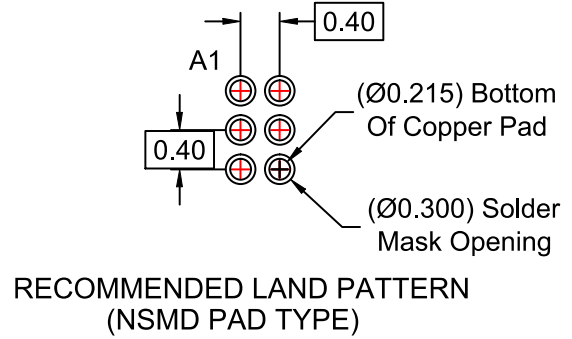 0.40
A1
(Ø0.215) Bottom
Of Copper Pad
0.40
(Ø0.300) Solder
Mask Opening
RECOMMENDED LAND PATTERN
(NSMD PAD TYPE)